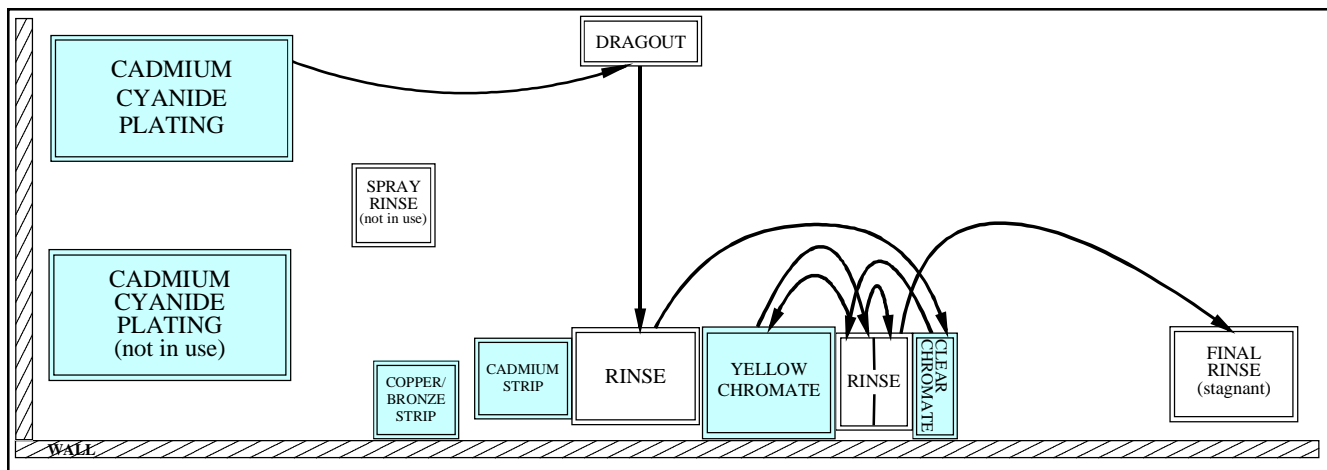 CADMIUM
CYANIDE
PLATING
DRAGOUT
SPRAY
RINSE
(not in use)
CADMIUM
CYANIDE
PLATING
(not in use)
COPPER/
BRONZE
STRIP
CADMIUM
STRIP
RINSE
YELLOW
CHROMATE
RINSE
CLEAR
CHROMATE
FINAL
RINSE
(stagnant)
WALL